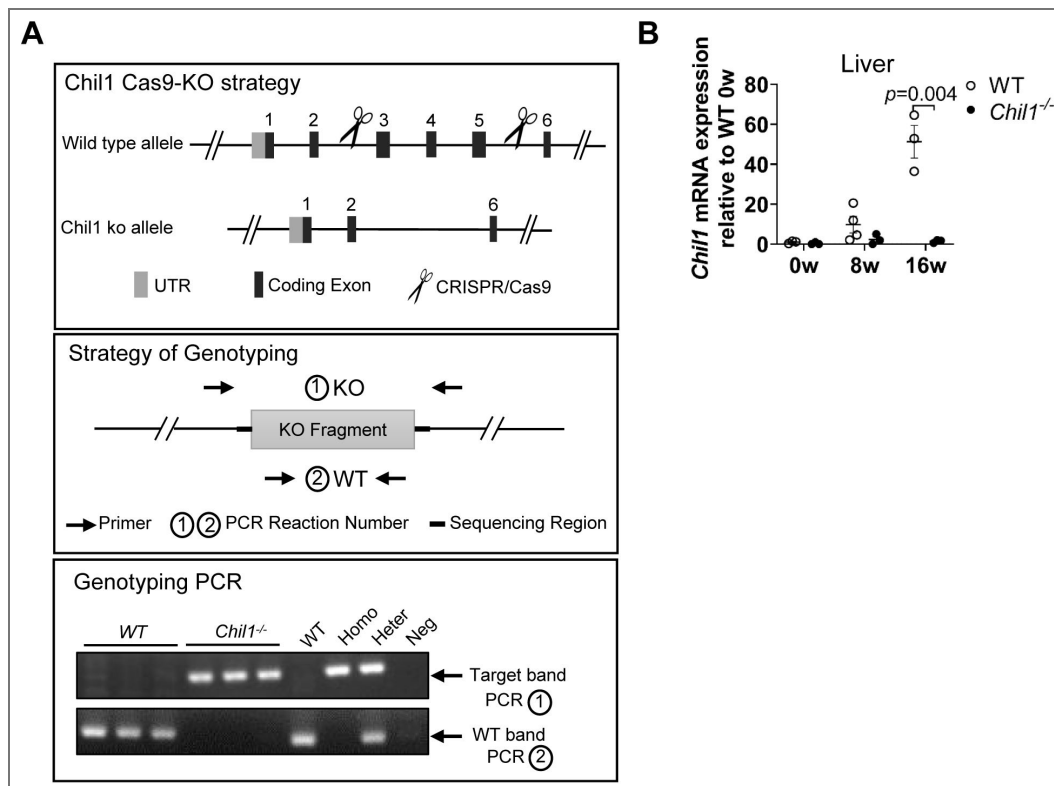 A
Chil1 Cas9-KO strategy
1 2 3 4 5 6
Wild type allele
1 2 6
Chil1 ko allele
UTR Coding Exon CRISPR/Cas9
Strategy of Genotyping
1 KO
KO Fragment
2 WT
Primer 1 2 PCR Reaction Number Sequencing Region
Genotyping PCR
WT Chil1-/- WT Homo Heter Neg
Target band
PCR 1
WT band
PCR 2
B
Liver
WT
Chil1-/-
p=0.004
Chil1 mRNA expression
relative to WT 0w
80
60
40
20
0
0w 8w 16w